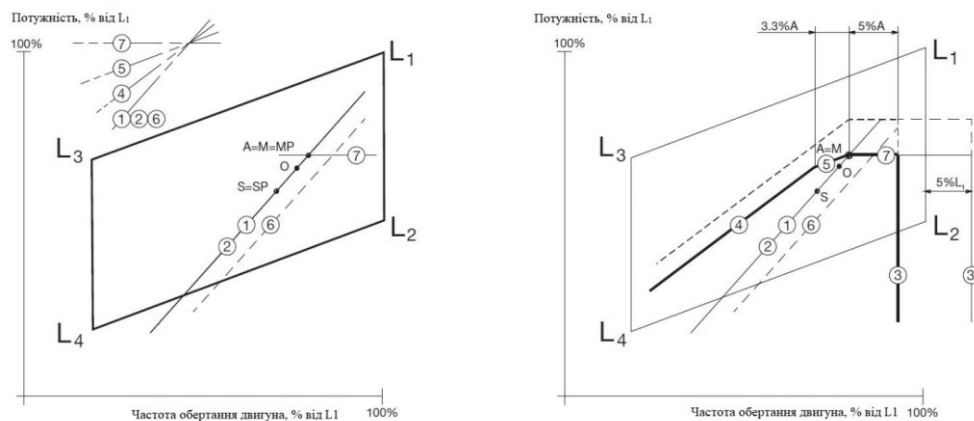 Потужність, % від L₁
100%
⑦
⑤
④
① ② ⑥
L₁
L₃
A=M=MP
⑦
O
S=SP
①
⑥
②
L₂
L₄
Частота обертання двигуна, % від L1
100%
Потужність, % від L₁
3.3%A
5%A
100%
L₁
L₃
A=M
⑤
⑦
O
5%L₁
S
④
①
⑥
②
L₂
③
③
L₄
Частота обертання двигуна, % від L1
100%